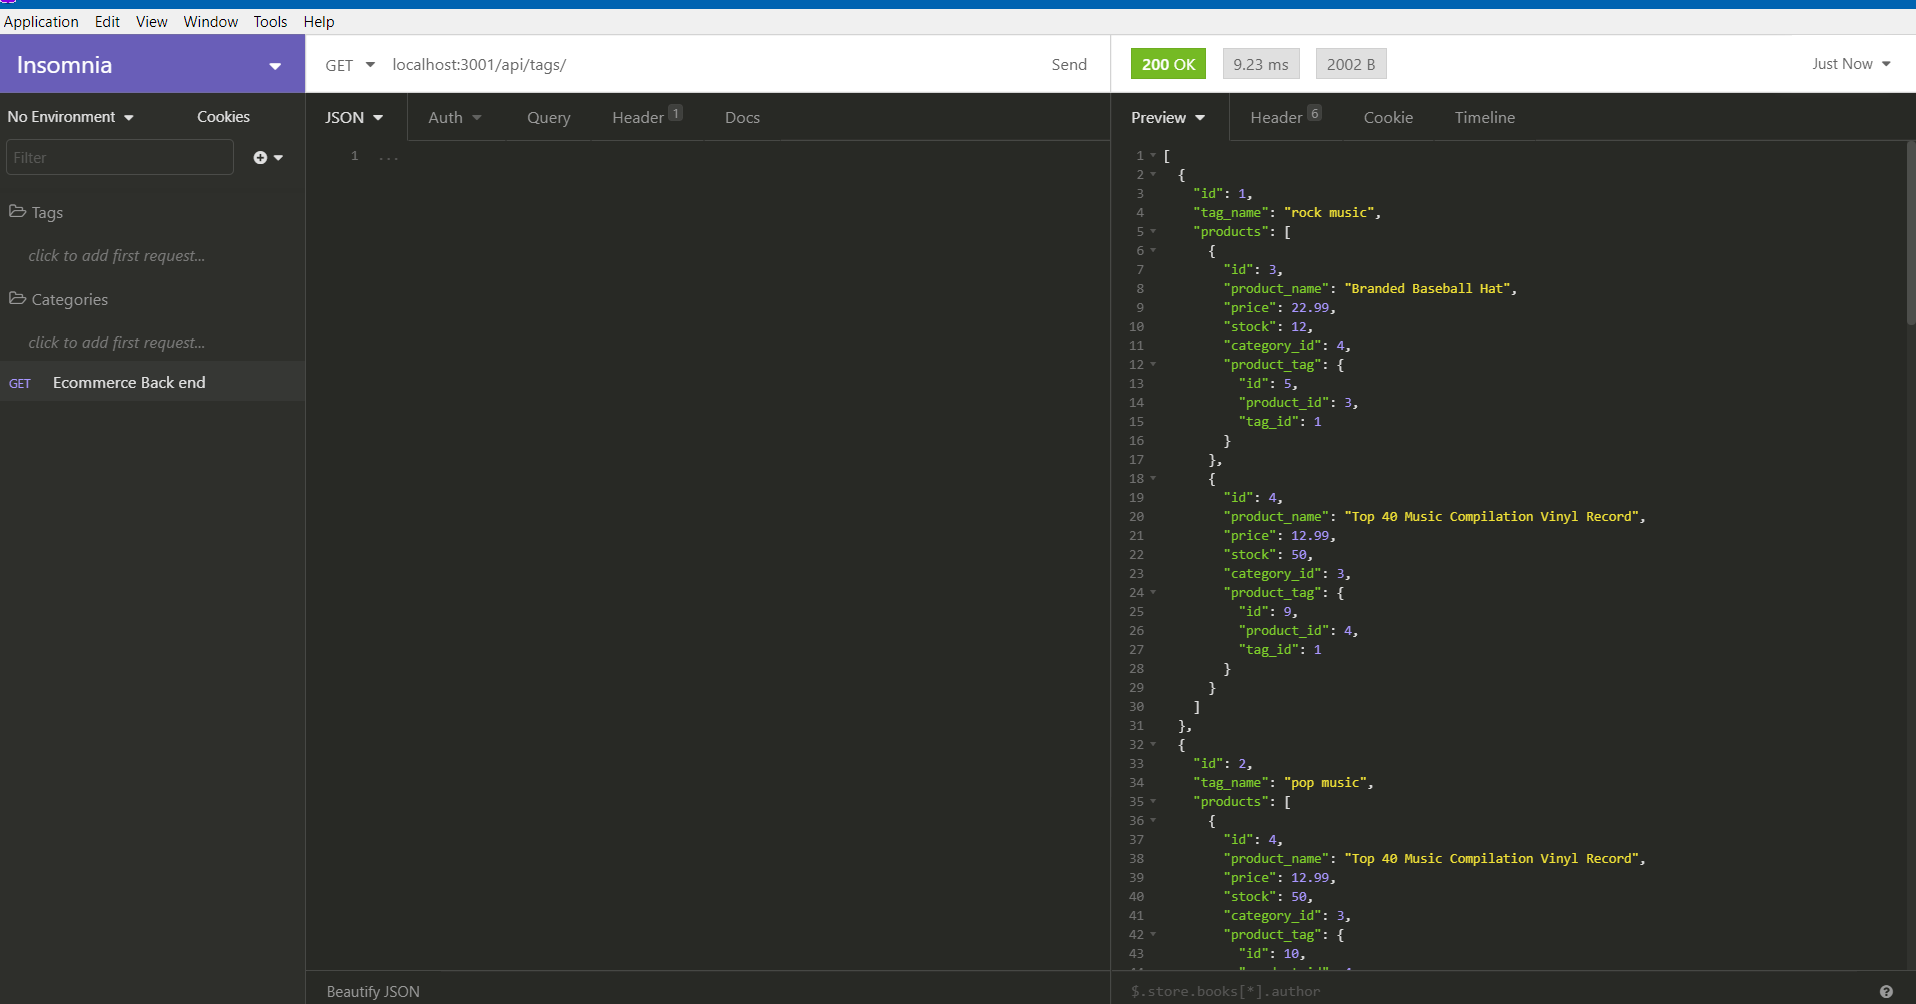 Application Edit View Window Tools Help
Insomnia
GET localhost:3001/api/tags/ Send
200 OK 9.23 ms 2002 B Just Now
No Environment Cookies
Filter
Tags
click to add first request...
Categories
click to add first request...
GET Ecommerce Back end
JSON Auth Query Header 1 Docs
1 ...
Beautify JSON
Preview Header 6 Cookie Timeline
1 [
2 {
3 "id": 1,
4 "tag_name": "rock music",
5 "products": [
6 {
7 "id": 3,
8 "product_name": "Branded Baseball Hat",
9 "price": 22.99,
10 "stock": 12,
11 "category_id": 4,
12 "product_tag": {
13 "id": 5,
14 "product_id": 3,
15 "tag_id": 1
16 }
17 },
18 {
19 "id": 4,
20 "product_name": "Top 40 Music Compilation Vinyl Record",
21 "price": 12.99,
22 "stock": 50,
23 "category_id": 3,
24 "product_tag": {
25 "id": 9,
26 "product_id": 4,
27 "tag_id": 1
28 }
29 }
30 ]
31 },
32 {
33 "id": 2,
34 "tag_name": "pop music",
35 "products": [
36 {
37 "id": 4,
38 "product_name": "Top 40 Music Compilation Vinyl Record",
39 "price": 12.99,
40 "stock": 50,
41 "category_id": 3,
42 "product_tag": {
43 "id": 10,
$.store.books[*].author